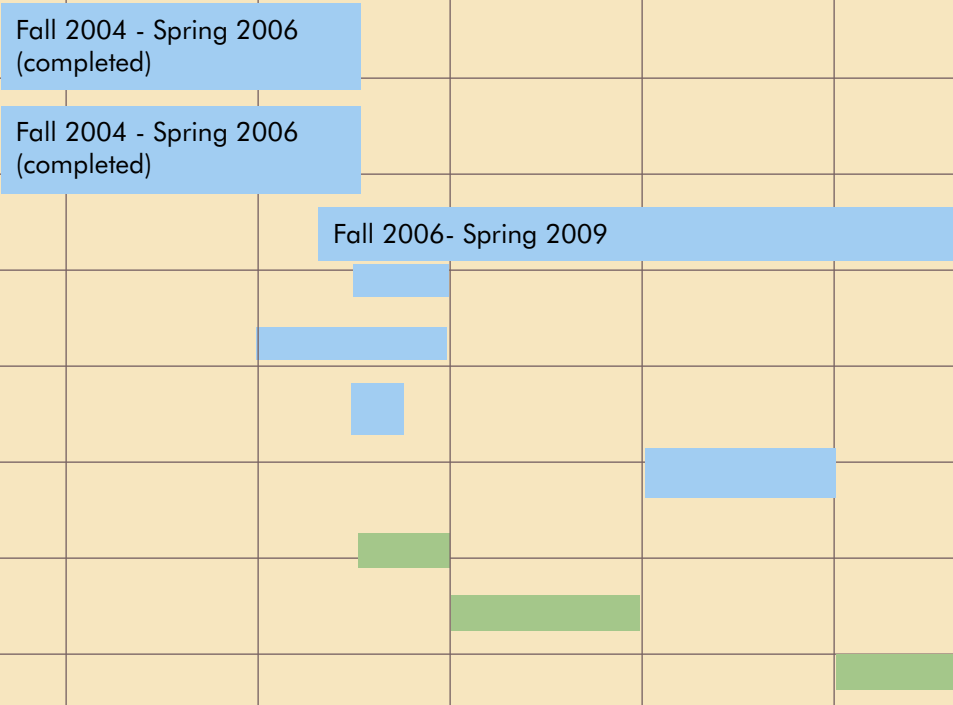 Fall 2004 - Spring 2006
(completed)
Fall 2004 - Spring 2006
(completed)
Fall 2006- Spring 2009